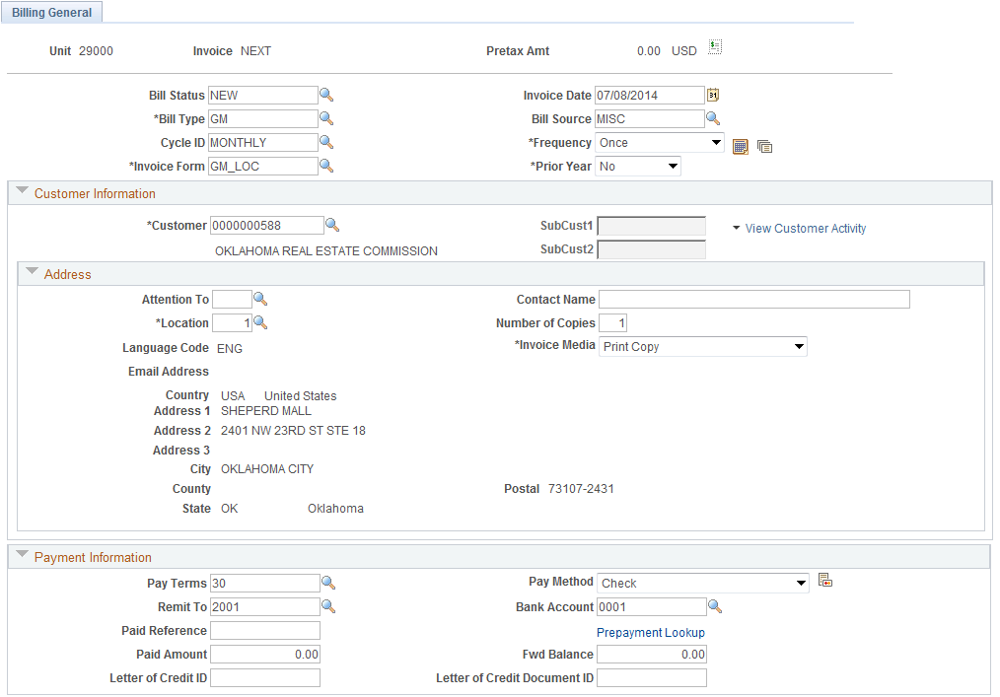 Billing General
Unit 29000 Invoice NEXT Pretax Amt 0.00 USD
Bill Status NEW Invoice Date 07/08/2014 31
*Bill Type GM Bill Source MISC
Cycle ID MONTHLY *Frequency Once
*Invoice Form GM_LOC *Prior Year No
Customer Information
*Customer 0000000588 SubCust1 View Customer Activity
OKLAHOMA REAL ESTATE COMMISSION SubCust2
Address
Attention To Contact Name
*Location 1 Number of Copies 1
Language Code ENG *Invoice Media Print Copy
Email Address
Country USA United States
Address 1 SHEPERD MALL
Address 2 2401 NW 23RD ST STE 18
Address 3
City OKLAHOMA CITY
County Postal 73107-2431
State OK Oklahoma
Payment Information
Pay Terms 30 Pay Method Check
Remit To 2001 Bank Account 0001
Paid Reference Prepayment Lookup
Paid Amount 0.00 Fwd Balance 0.00
Letter of Credit ID Letter of Credit Document ID